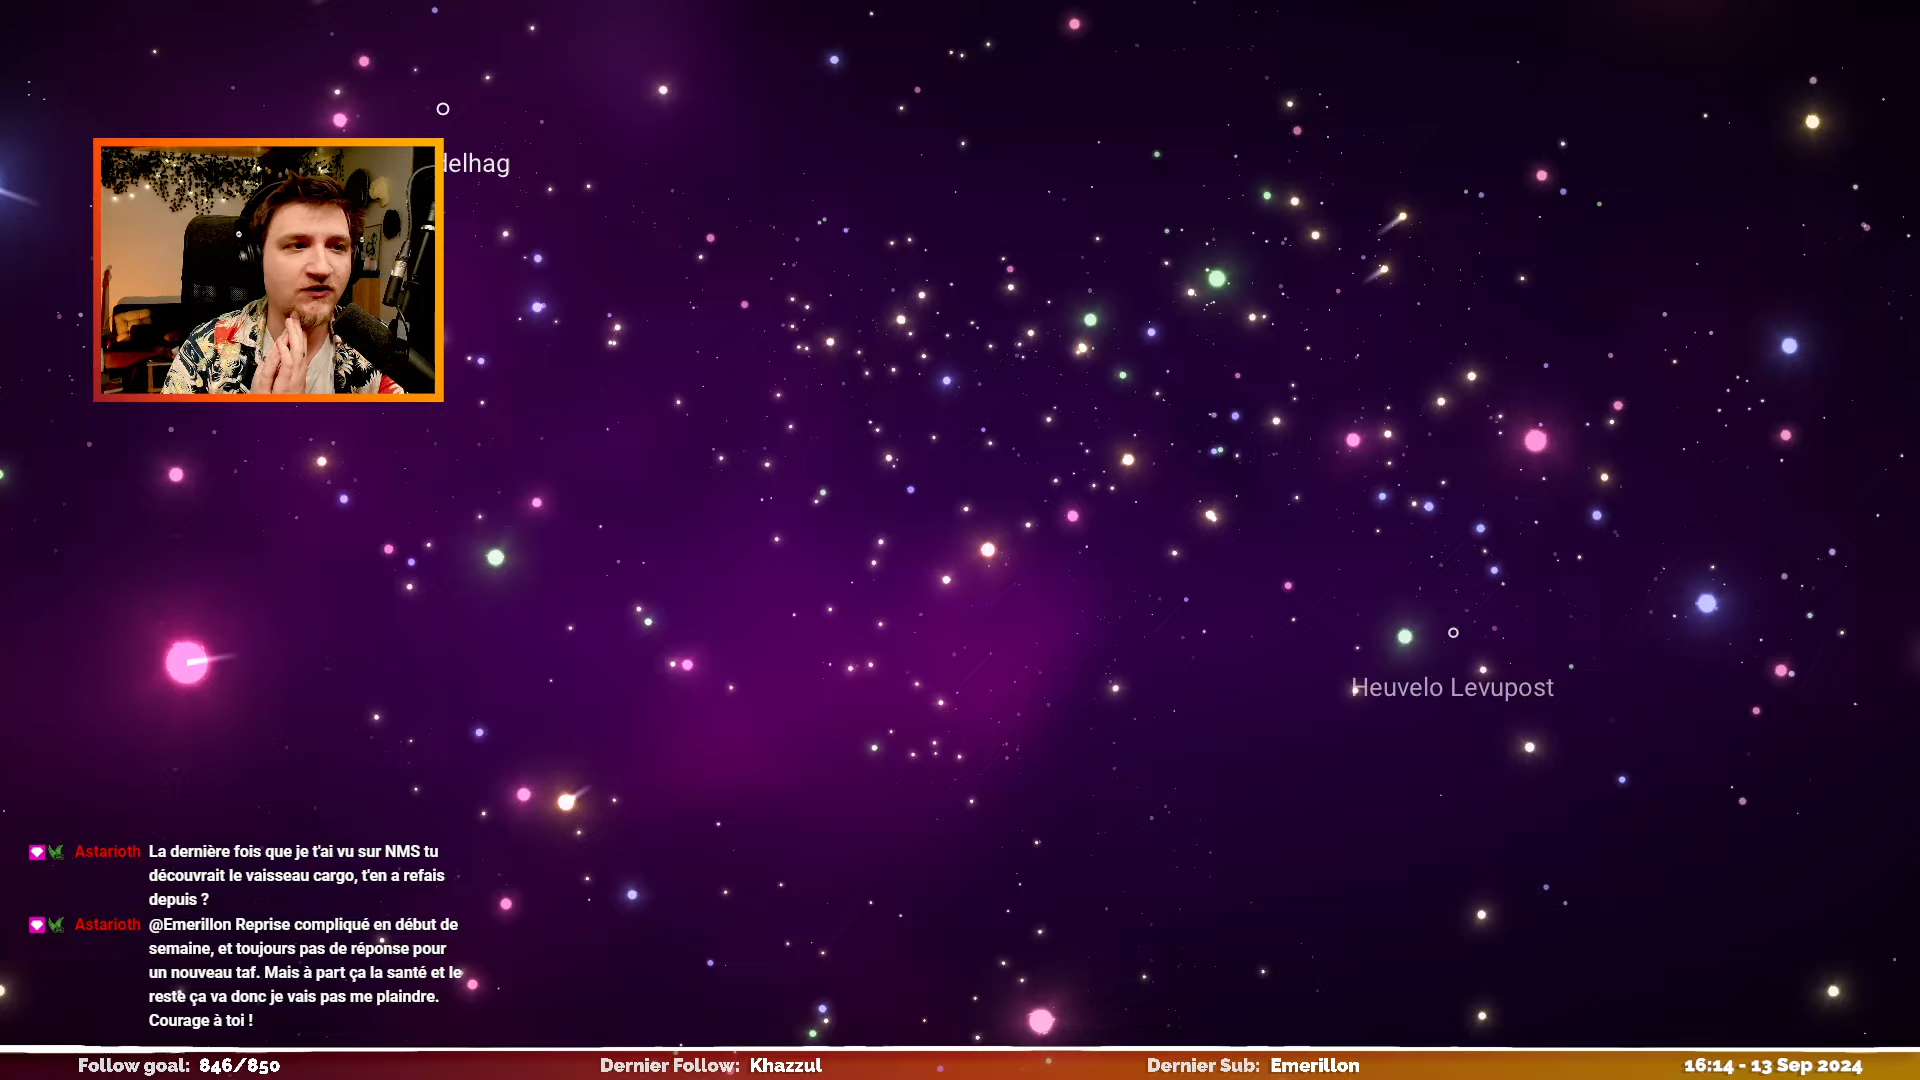 delhag
Heuvelo Levupost
Astarioth La dernière fois que je t'ai vu sur NMS tu
découvrait le vaisseau cargo, t'en a refais
depuis ?
Astarioth @Emerillon Reprise compliqué en début de
semaine, et toujours pas de réponse pour
un nouveau taf. Mais à part ça la santé et le
reste ça va donc je vais pas me plaindre.
Courage à toi !
Follow goal: 846/850 Dernier Follow: Khazzul Dernier Sub: Emerillon 16:14 - 13 Sep 2024